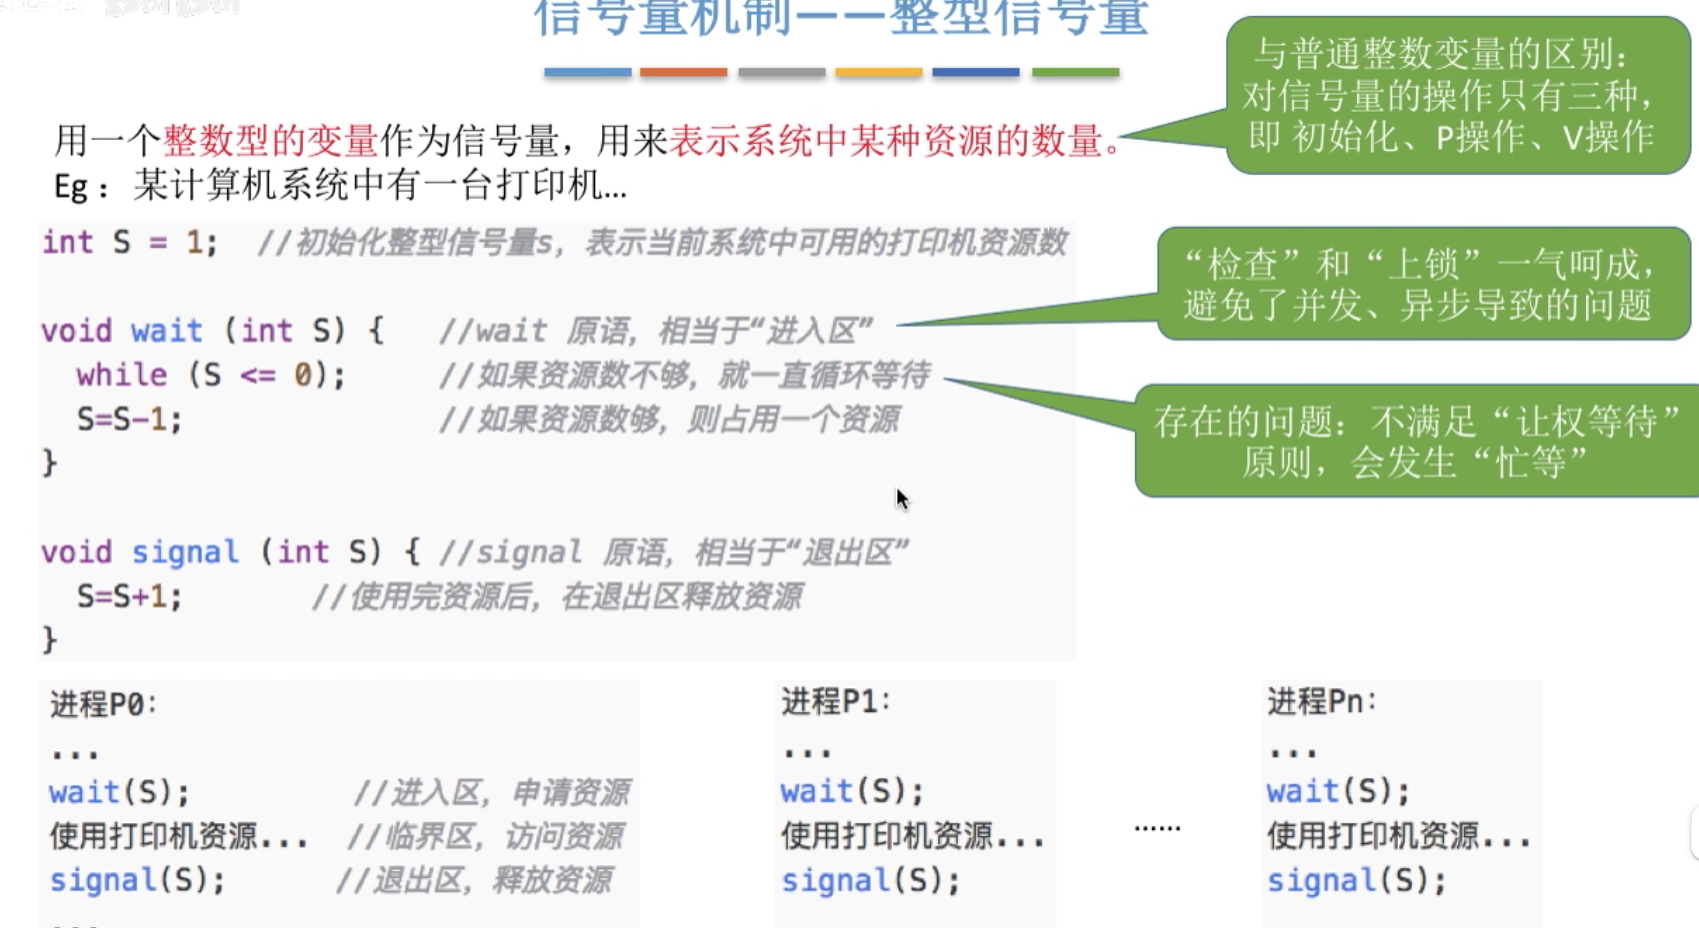 信号量机制——整型信号量
与普通整数变量的区别：
对信号量的操作只有三种，
即 初始化、P操作、V操作
用一个整数型的变量作为信号量，用来表示系统中某种资源的数量。
Eg：某计算机系统中有一台打印机...
int S = 1; //初始化整型信号量s，表示当前系统中可用的打印机资源数
void wait (int S) { //wait 原语，相当于“进入区”
while (S <= 0); //如果资源数不够，就一直循环等待
S=S-1; //如果资源数够，则占用一个资源
}
“检查”和“上锁”一气呵成，
避免了并发、异步导致的问题
存在的问题：不满足“让权等待”
原则，会发生“忙等”
void signal (int S) { //signal 原语，相当于“退出区”
S=S+1; //使用完资源后，在退出区释放资源
}
进程P0：
...
wait(S); //进入区，申请资源
使用打印机资源... //临界区，访问资源
signal(S); //退出区，释放资源
...
进程P1：
...
wait(S);
使用打印机资源...
signal(S);
......
进程Pn：
...
wait(S);
使用打印机资源...
signal(S);